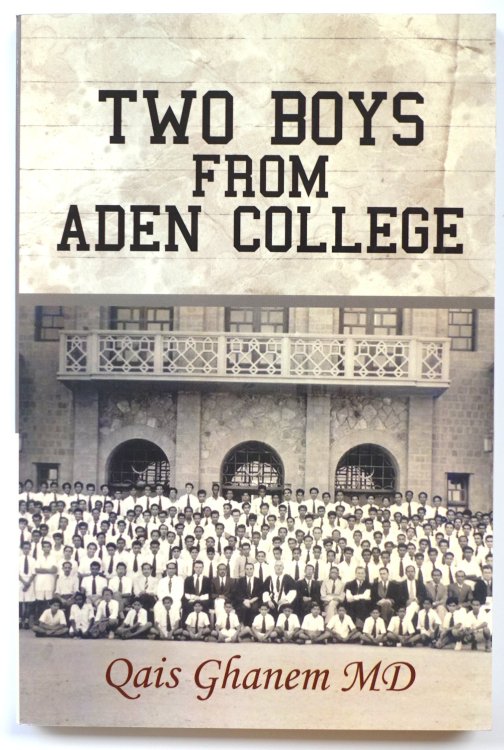 TWO BOYS
FROM
ADEN COLLEGE
Qais Ghanem MD